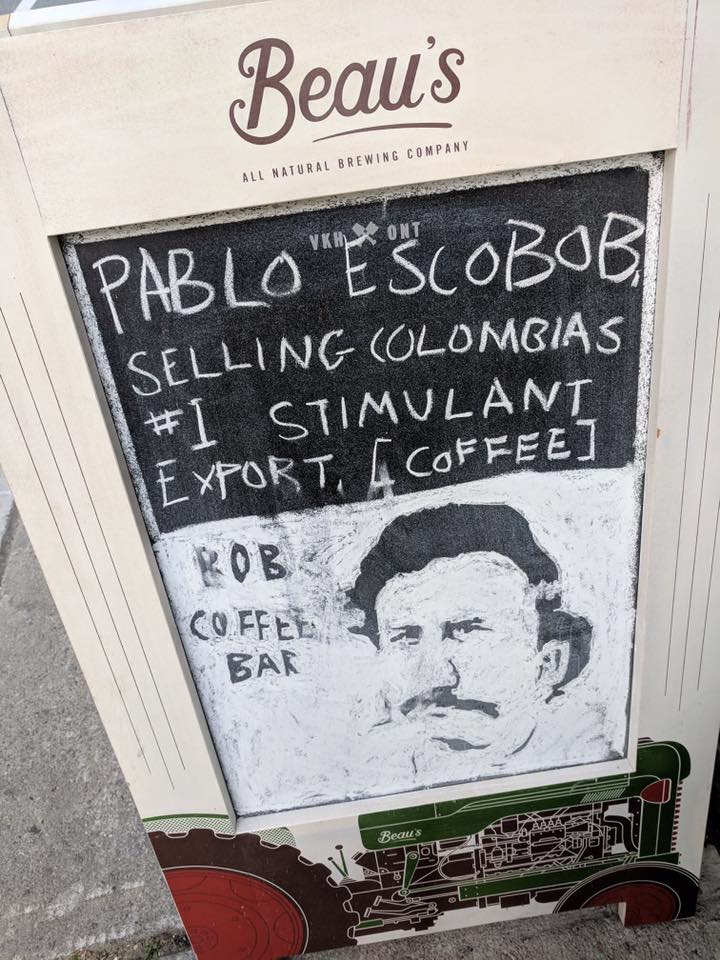 Beau's
ALL NATURAL BREWING COMPANY
VKH ONT
PABLO ESCOBOB,
SELLING COLOMBIAS
#1 STIMULANT
EXPORT. [COFFEE]
BOB
COFFEE
BAR
Beau's